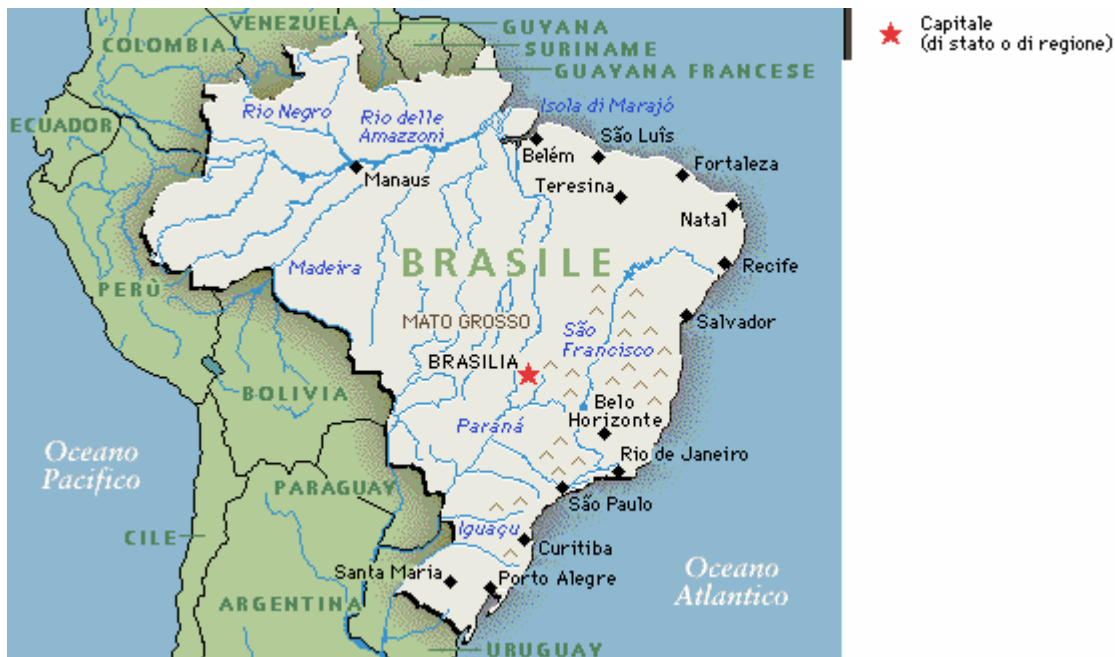 VENEZUELA
GUYANA
COLOMBIA
SURINAME
GUAYANA FRANCESE
Capitale
(di stato o di regione)
ECUADOR
Rio Negro
Rio delle
Amazzoni
Isola di Marajó
São Luîs
Belém
Fortaleza
Manaus
Teresina
Natal
BRASILE
Madeira
Recife
PERÙ
MATO GROSSO
São
Francisco
Salvador
BRASILIA
BOLIVIA
Belo
Horizonte
Paráná
Oceano
Pacifico
Rio de Janeiro
PARAGUAY
São Paulo
CILE
Iguaçu
Curitiba
Santa Maria
Porto Alegre
Oceano
Atlantico
ARGENTINA
URUGUAY